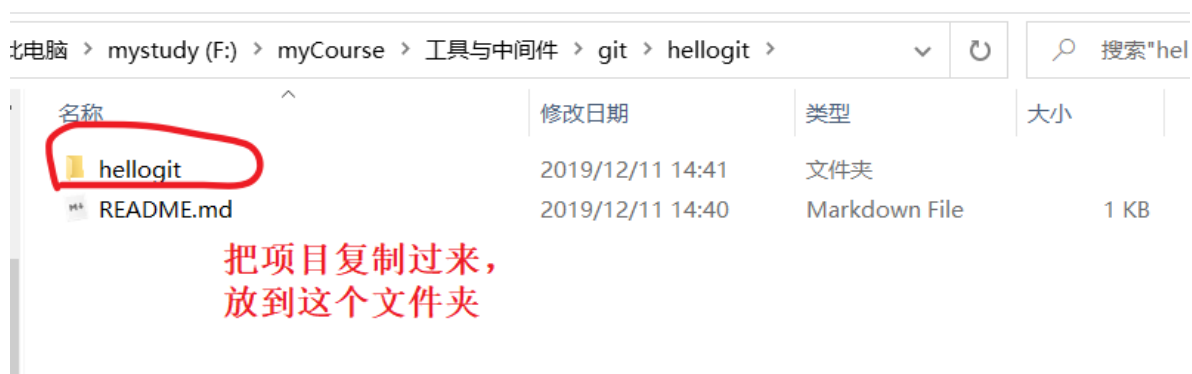 此电脑 > mystudy (F:) > myCourse > 工具与中间件 > git > hellogit >
搜索"hel
名称 修改日期 类型 大小
hellogit 2019/12/11 14:41 文件夹
README.md 2019/12/11 14:40 Markdown File 1 KB
把项目复制过来，
放到这个文件夹